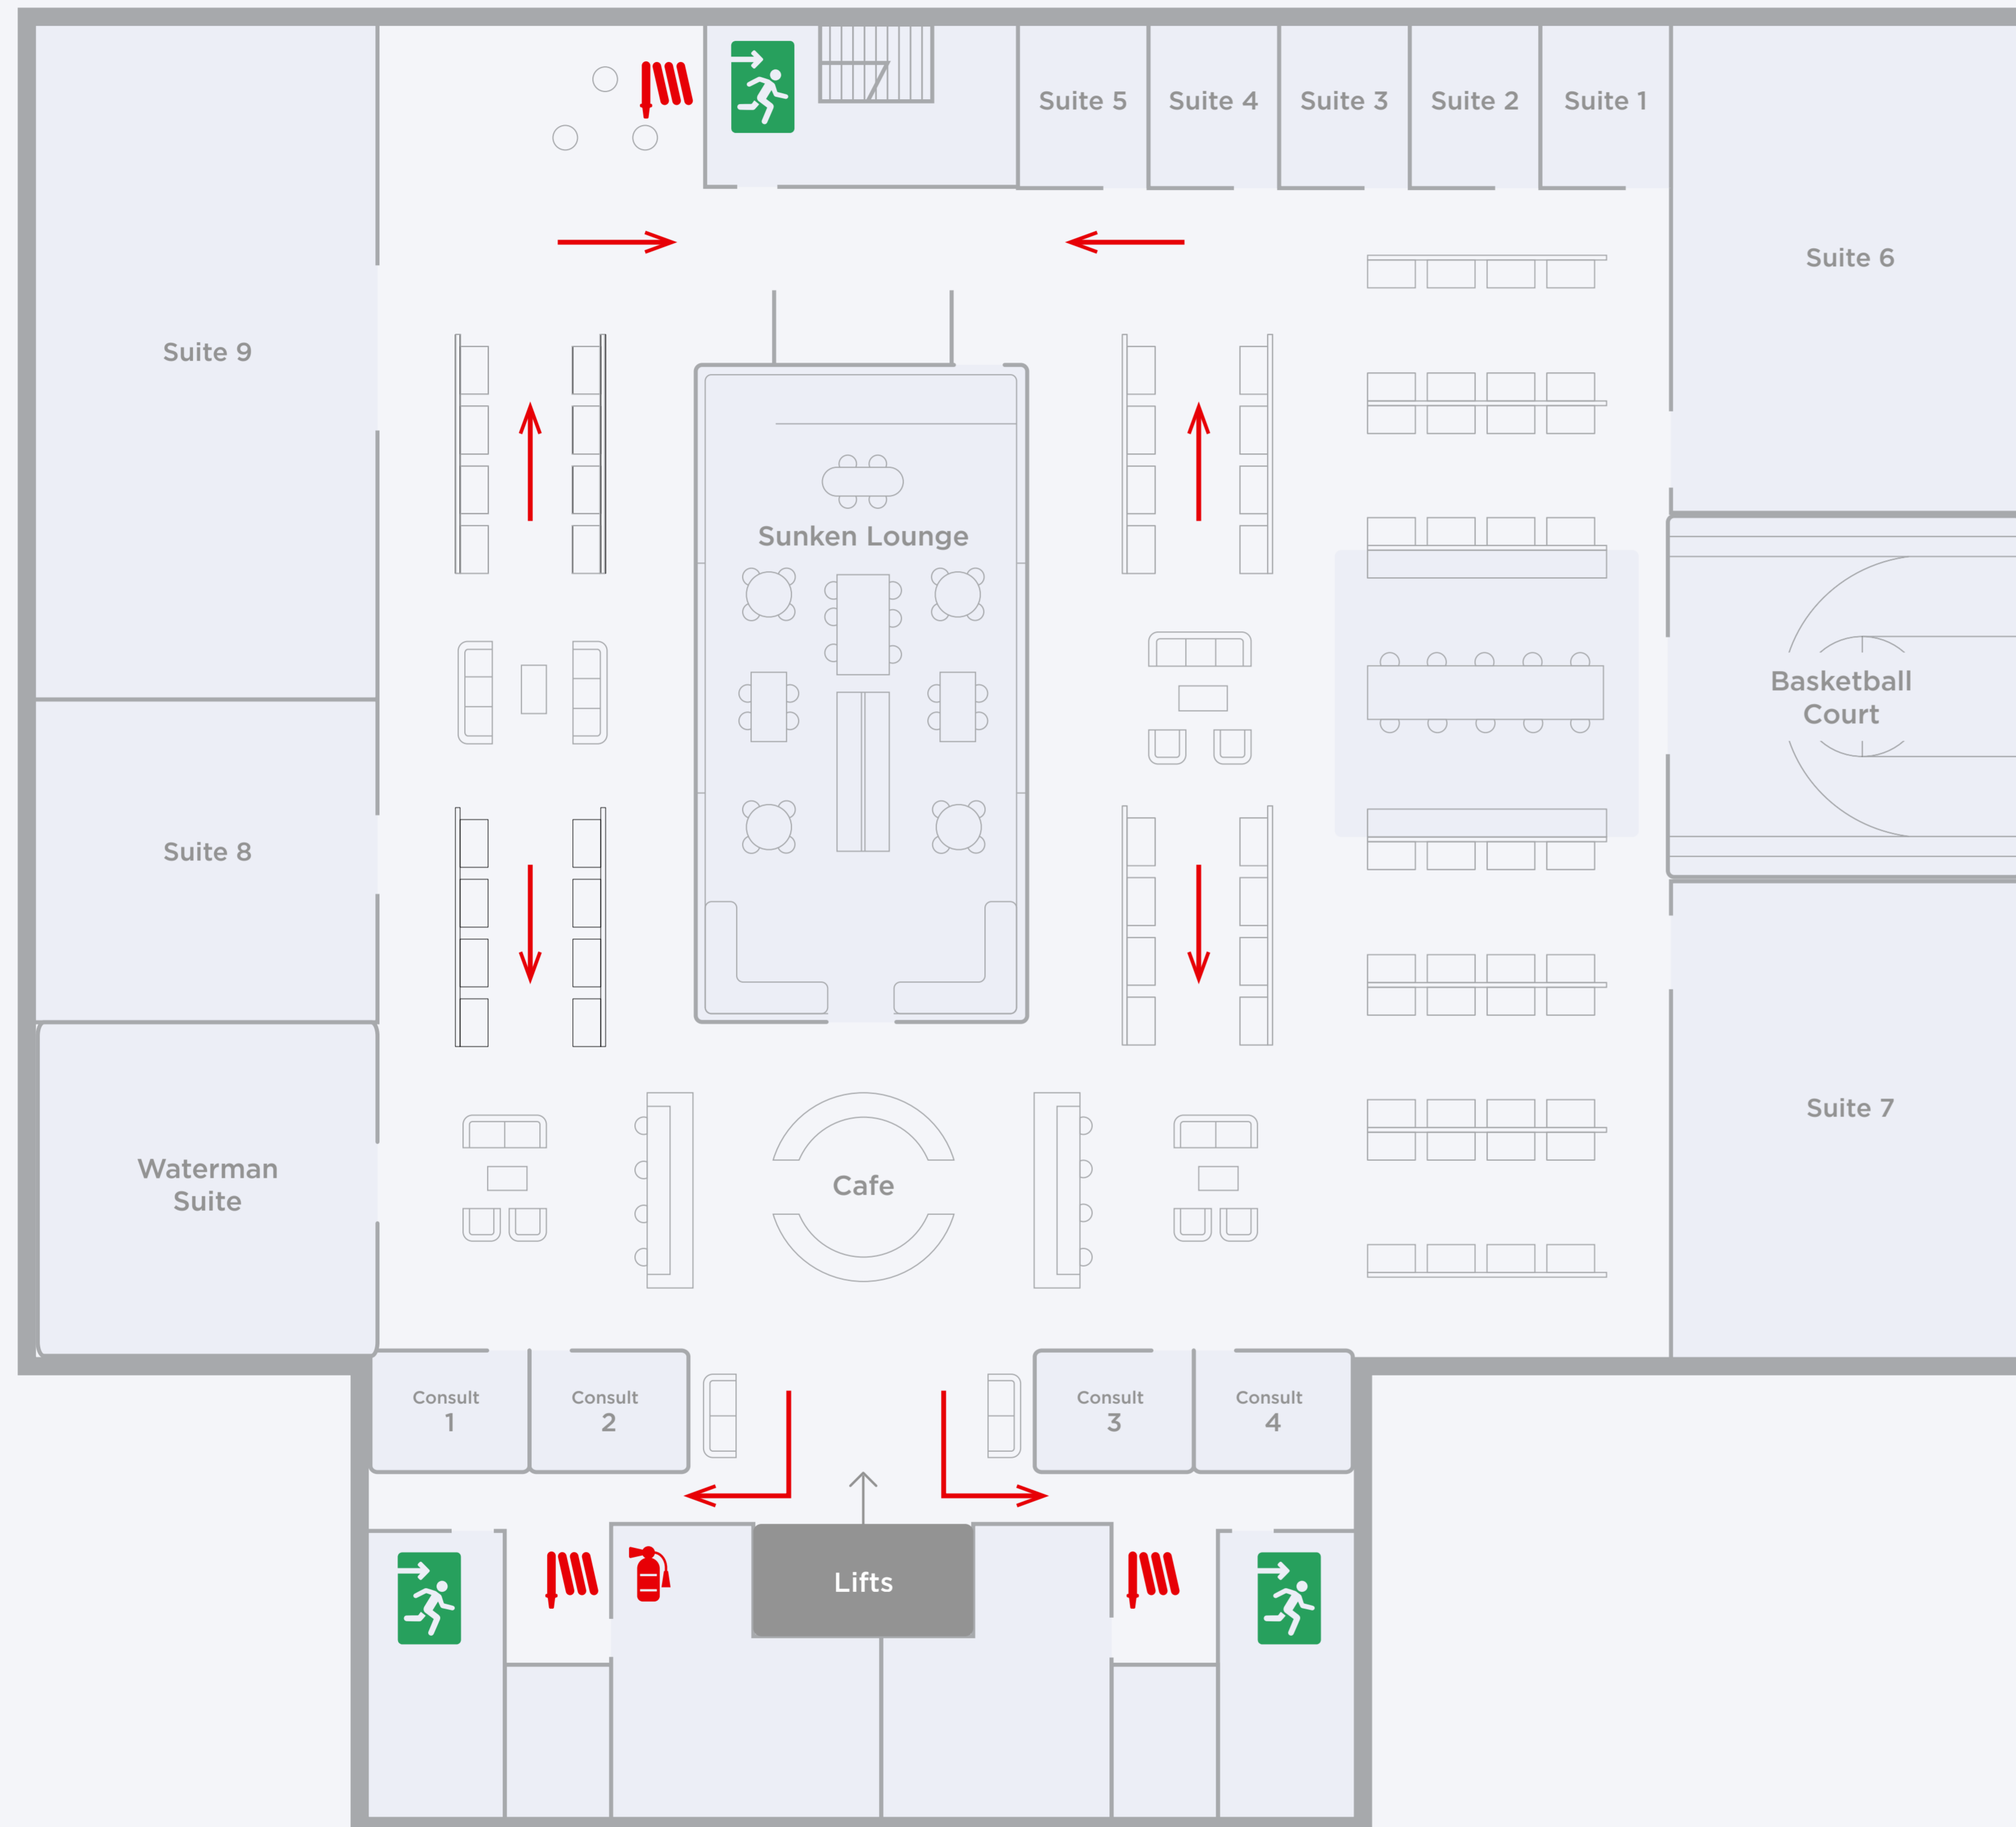 Suite 5
Suite 4
Suite 3
Suite 2
Suite 1
Suite 6
Suite 9
Sunken Lounge
Basketball
Court
Suite 8
Suite 7
Waterman
Suite
Cafe
Consult
1
Consult
2
Consult
3
Consult
4
Lifts